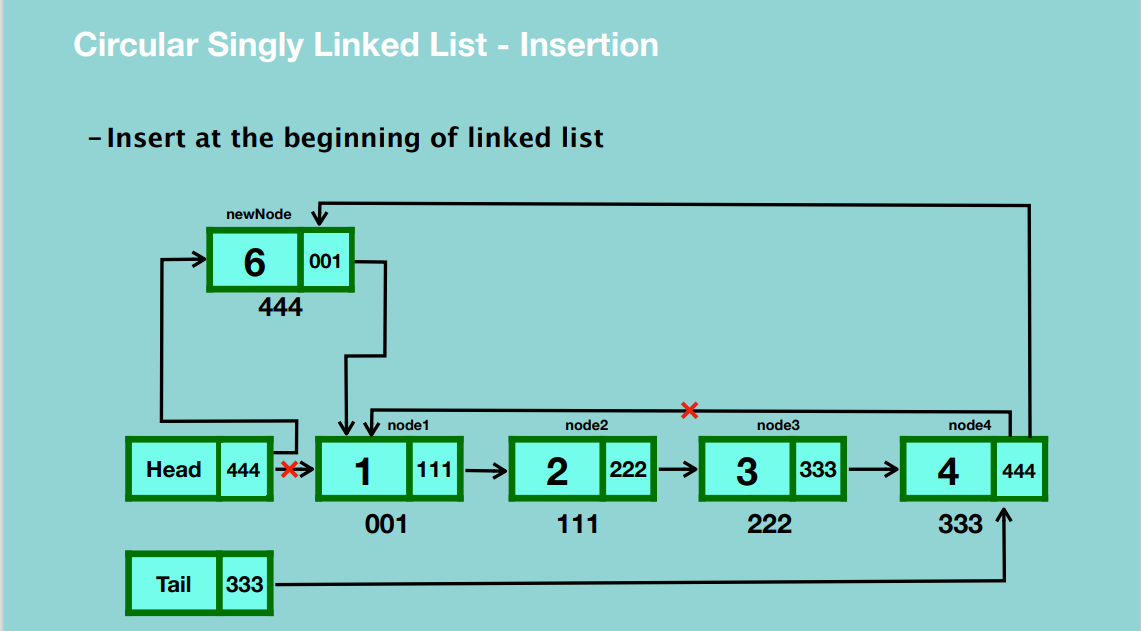 Circular Singly Linked List - Insertion
– Insert at the beginning of linked list
newNode
6 001
444
node1 node2 node3 node4
Head 444 1 111 2 222 3 333 4 444
001 111 222 333
Tail 333